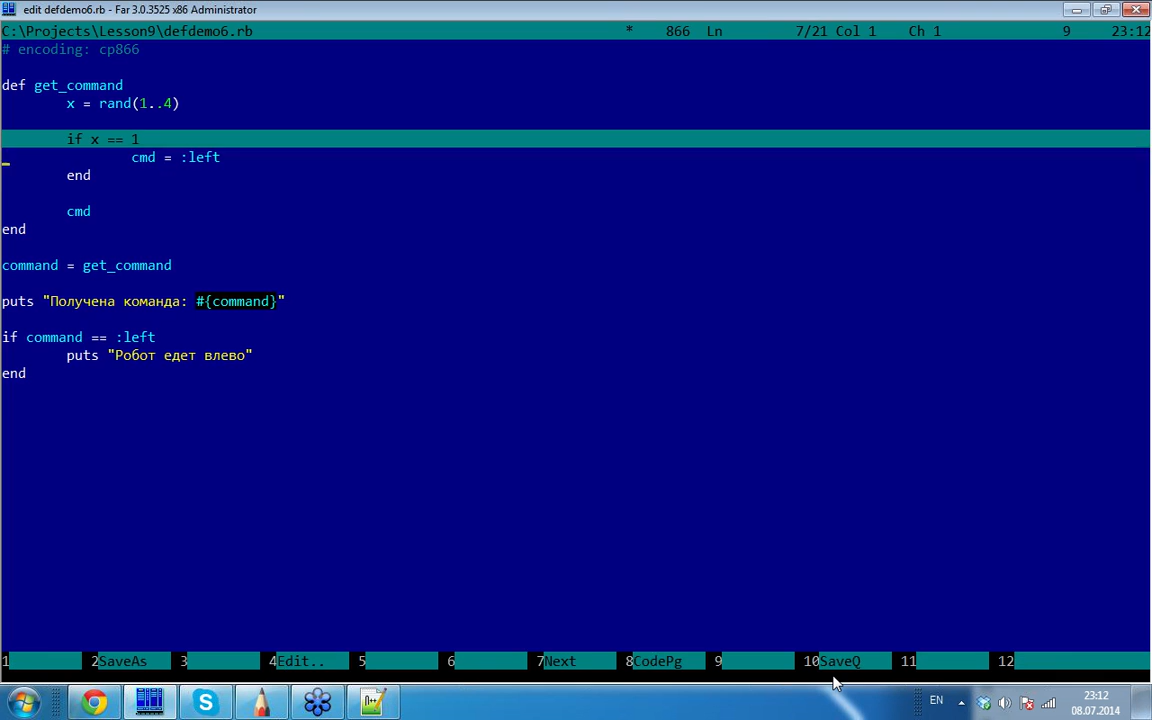 edit defdemo6.rb - Far 3.0.3525 x86 Administrator
C:\Projects\Lesson9\defdemo6.rb * 866 Ln 7/21 Col 1 Ch 1 9 23:12
# encoding: cp866
def get_command
x = rand(1..4)
if x == 1
cmd = :left
end
cmd
end
command = get_command
puts "Получена команда: #{command}"
if command == :left
puts "Робот едет влево"
end
1 2SaveAs 3 4Edit.. 5 6 7Next 8CodePg 9 10SaveQ 11 12
EN 23:12
08.07.2014